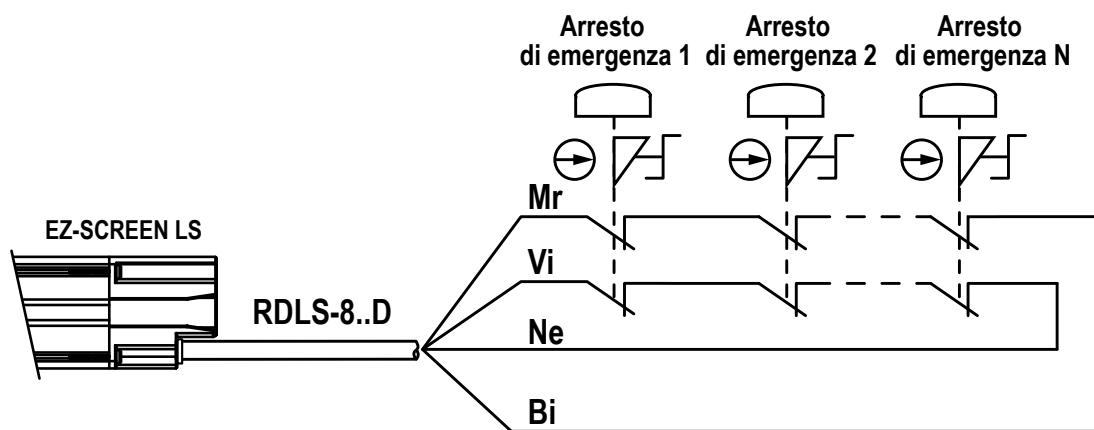 Arresto
di emergenza 1
Arresto
di emergenza 2
Arresto
di emergenza N
Mr
EZ-SCREEN LS
Vi
RDLS-8..D
Ne
Bi